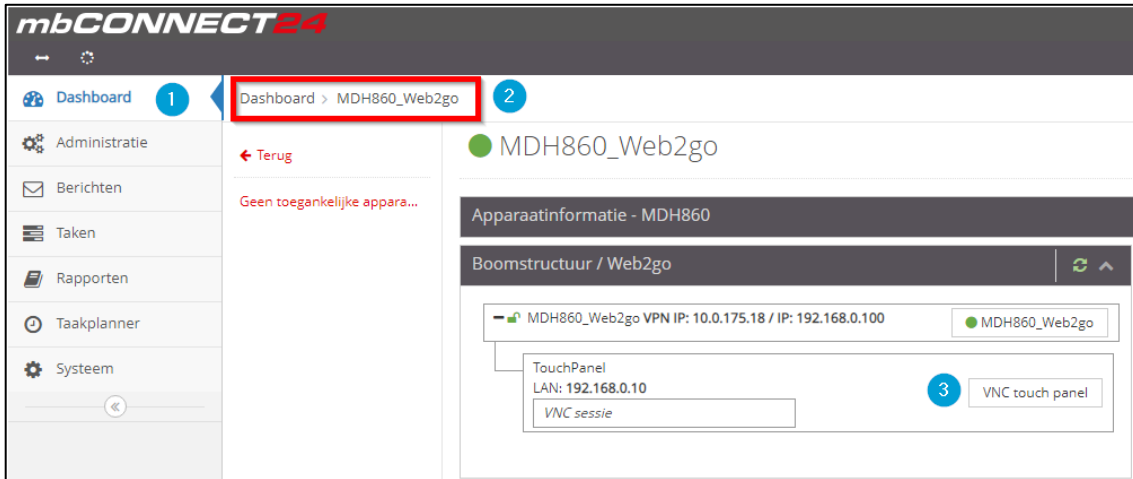 mbCONNECT24
Dashboard 1
Dashboard > MDH860_Web2go 2
Administratie
Berichten
Taken
Rapporten
Taakplanner
Systeem
Terug
Geen toegankelijke appara...
MDH860_Web2go
Apparaatinformatie - MDH860
Boomstructuur / Web2go
MDH860_Web2go VPN IP: 10.0.175.18 / IP: 192.168.0.100
MDH860_Web2go
TouchPanel
LAN: 192.168.0.10
VNC sessie
3 VNC touch panel